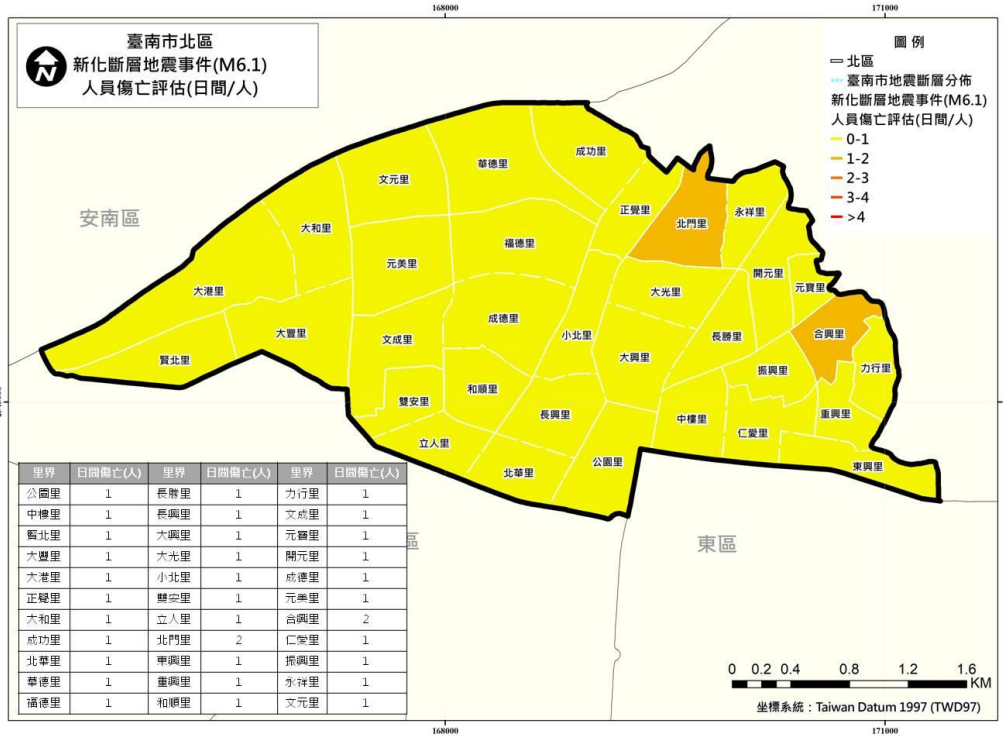 168000
171000
臺南市北區
新化斷層地震事件(M6.1)
人員傷亡評估(日間/人)
N
圖例
北區
臺南市地震斷層分佈
新化斷層地震事件(M6.1)
人員傷亡評估(日間/人)
0-1
1-2
2-3
3-4
>4
安南區
成功里
華德里
文元里
正覺里
永祥里
北門里
大和里
福德里
元美里
開元里
元寶里
大港里
大光里
成德里
大豐里
小北里
長勝里
合興里
文成里
賢北里
大興里
振興里
力行里
和順里
雙安里
長興里
重興里
中樓里
仁愛里
立人里
公園里
東興里
北華里
區
東區
里界 日間傷亡(人) 里界 日間傷亡(人) 里界 日間傷亡(人)
公園里 1 長勝里 1 力行里 1
中樓里 1 長興里 1 文成里 1
賢北里 1 大興里 1 元寶里 1
大豐里 1 大光里 1 開元里 1
大港里 1 小北里 1 成德里 1
正覺里 1 雙安里 1 元美里 1
大和里 1 立人里 1 合興里 2
成功里 1 北門里 2 仁愛里 1
北華里 1 東興里 1 振興里 1
華德里 1 重興里 1 永祥里 1
福德里 1 和順里 1 文元里 1
0 0.2 0.4 0.8 1.2 1.6
KM
坐標系統：Taiwan Datum 1997 (TWD97)
168000
171000